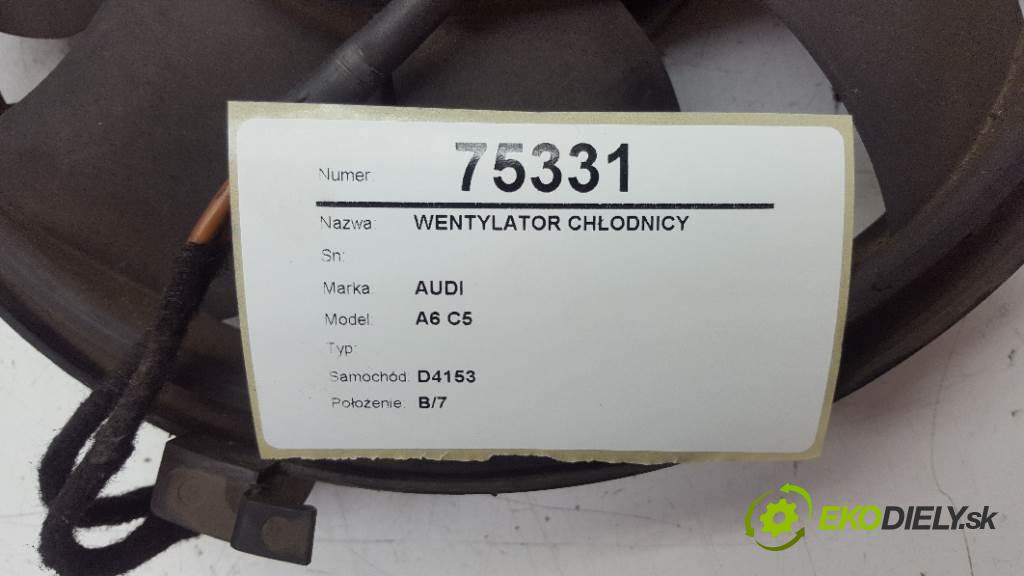 Numer: 75331
Nazwa: WENTYLATOR CHŁODNICY
Sn:
Marka: AUDI
Model: A6 C5
Typ:
Samochód: D4153
Położenie: B/7
EKODIELY.sk